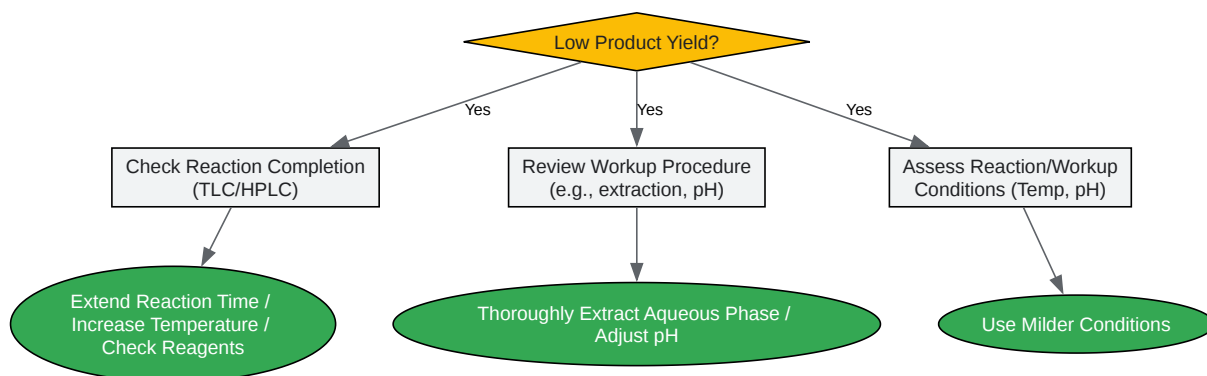 Low Product Yield?
Yes
Yes
Yes
Check Reaction Completion
(TLC/HPLC)
Review Workup Procedure
(e.g., extraction, pH)
Assess Reaction/Workup
Conditions (Temp, pH)
Extend Reaction Time /
Increase Temperature /
Check Reagents
Thoroughly Extract Aqueous Phase /
Adjust pH
Use Milder Conditions